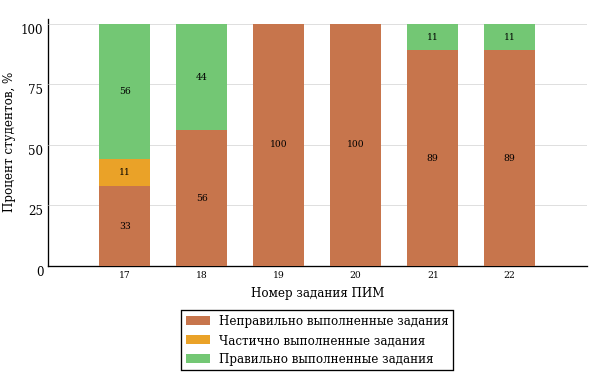 100
75
50
25
0
Процент студентов, %
56
11
33
44
56
100
100
11
89
11
89
17 18 19 20 21 22
Номер задания ПИМ
Неправильно выполненные задания
Частично выполненные задания
Правильно выполненные задания